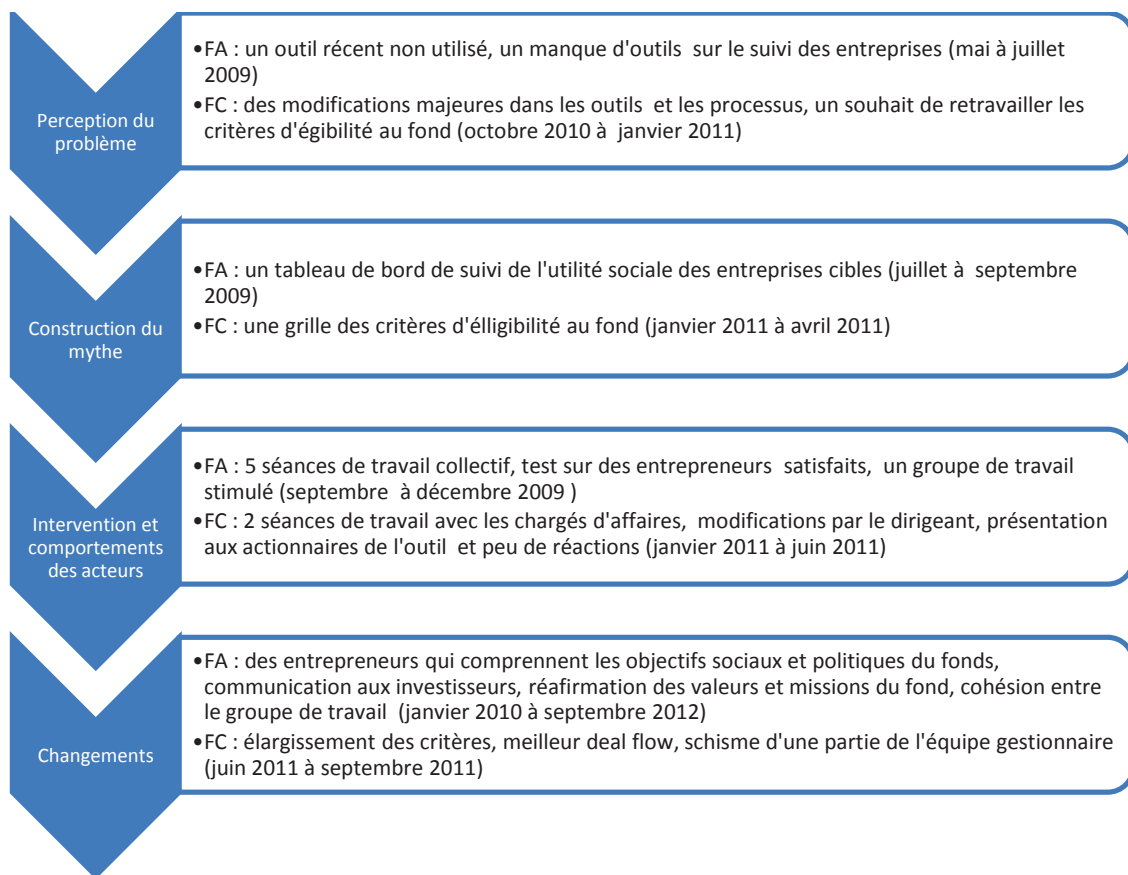 Perception du
problème
•FA : un outil récent non utilisé, un manque d'outils sur le suivi des entreprises (mai à juillet
2009)
•FC : des modifications majeures dans les outils et les processus, un souhait de retravailler les
critères d'égibilité au fond (octobre 2010 à janvier 2011)
Construction du
mythe
•FA : un tableau de bord de suivi de l'utilité sociale des entreprises cibles (juillet à septembre
2009)
•FC : une grille des critères d'élligibilité au fond (janvier 2011 à avril 2011)
Intervention et
comportements
des acteurs
•FA : 5 séances de travail collectif, test sur des entrepreneurs satisfaits, un groupe de travail
stimulé (septembre à décembre 2009 )
•FC : 2 séances de travail avec les chargés d'affaires, modifications par le dirigeant, présentation
aux actionnaires de l'outil et peu de réactions (janvier 2011 à juin 2011)
Changements
•FA : des entrepreneurs qui comprennent les objectifs sociaux et politiques du fonds,
communication aux investisseurs, réafirmation des valeurs et missions du fond, cohésion entre
le groupe de travail (janvier 2010 à septembre 2012)
•FC : élargissement des critères, meilleur deal flow, schisme d'une partie de l'équipe gestionnaire
(juin 2011 à septembre 2011)